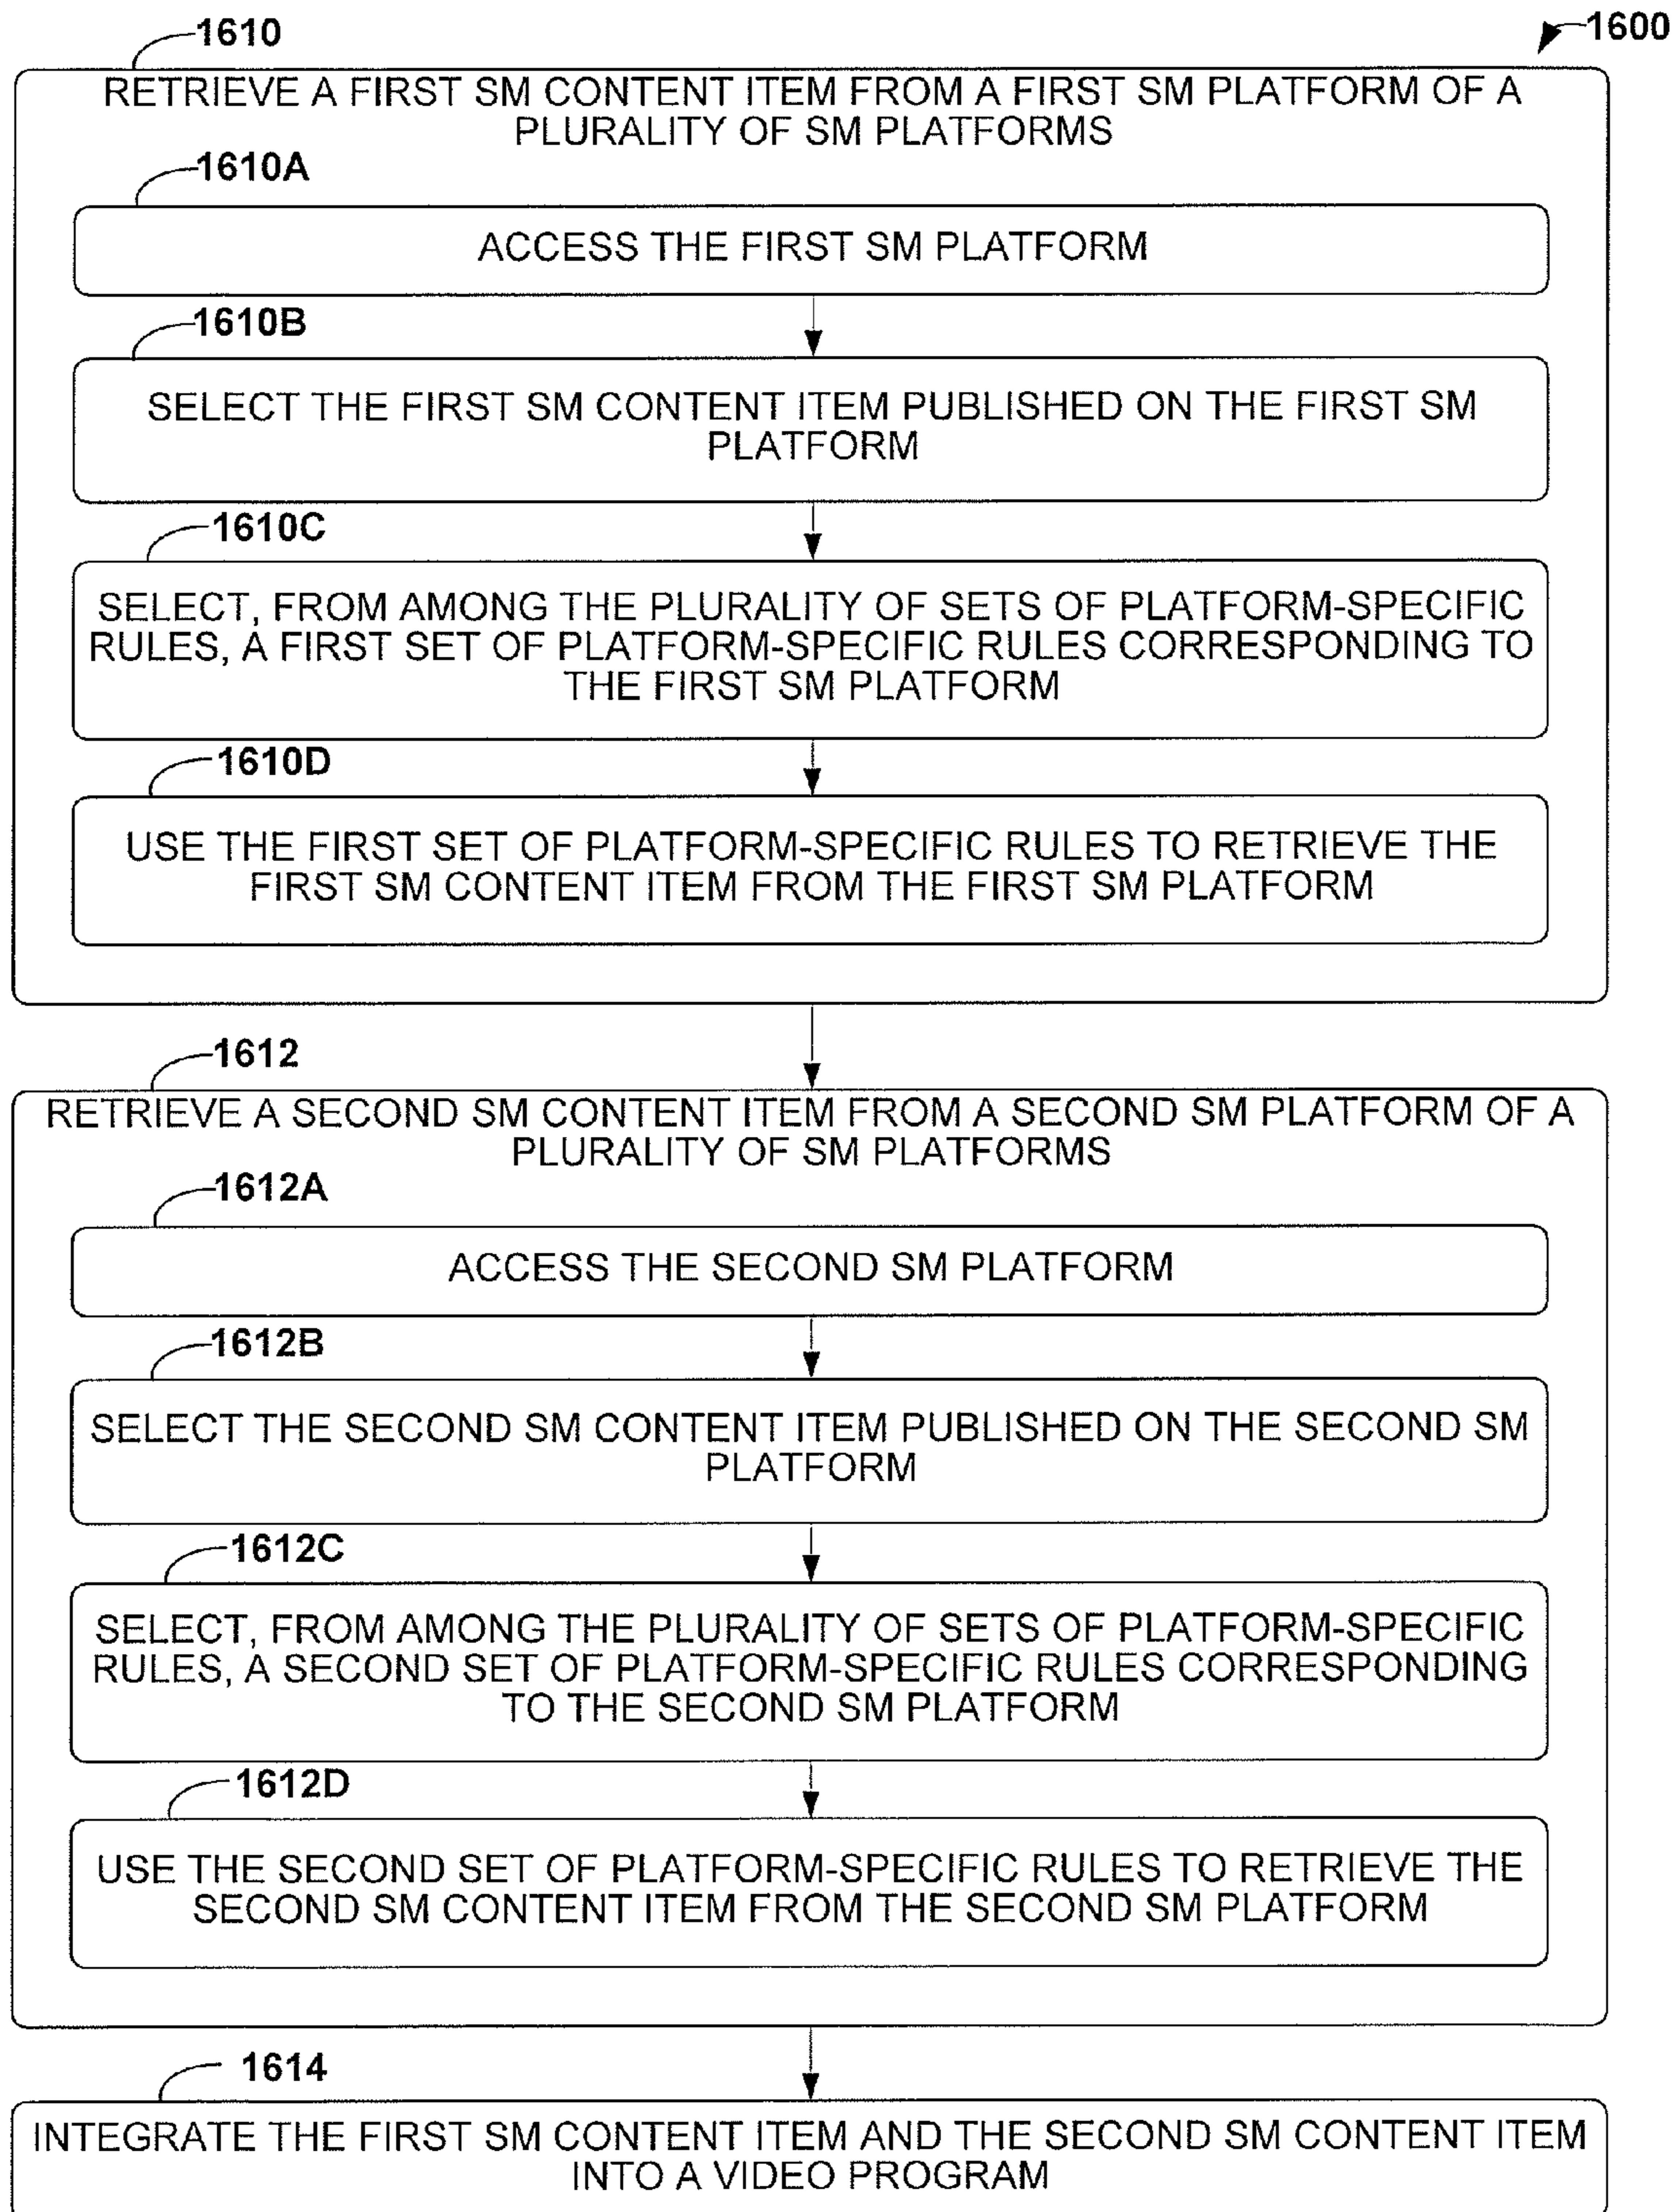 1600
1610
RETRIEVE A FIRST SM CONTENT ITEM FROM A FIRST SM PLATFORM OF A
PLURALITY OF SM PLATFORMS
1610A
ACCESS THE FIRST SM PLATFORM
1610B
SELECT THE FIRST SM CONTENT ITEM PUBLISHED ON THE FIRST SM
PLATFORM
1610C
SELECT, FROM AMONG THE PLURALITY OF SETS OF PLATFORM-SPECIFIC
RULES, A FIRST SET OF PLATFORM-SPECIFIC RULES CORRESPONDING TO
THE FIRST SM PLATFORM
1610D
USE THE FIRST SET OF PLATFORM-SPECIFIC RULES TO RETRIEVE THE
FIRST SM CONTENT ITEM FROM THE FIRST SM PLATFORM
1612
RETRIEVE A SECOND SM CONTENT ITEM FROM A SECOND SM PLATFORM OF A
PLURALITY OF SM PLATFORMS
1612A
ACCESS THE SECOND SM PLATFORM
1612B
SELECT THE SECOND SM CONTENT ITEM PUBLISHED ON THE SECOND SM
PLATFORM
1612C
SELECT, FROM AMONG THE PLURALITY OF SETS OF PLATFORM-SPECIFIC
RULES, A SECOND SET OF PLATFORM-SPECIFIC RULES CORRESPONDING
TO THE SECOND SM PLATFORM
1612D
USE THE SECOND SET OF PLATFORM-SPECIFIC RULES TO RETRIEVE THE
SECOND SM CONTENT ITEM FROM THE SECOND SM PLATFORM
1614
INTEGRATE THE FIRST SM CONTENT ITEM AND THE SECOND SM CONTENT ITEM
INTO A VIDEO PROGRAM